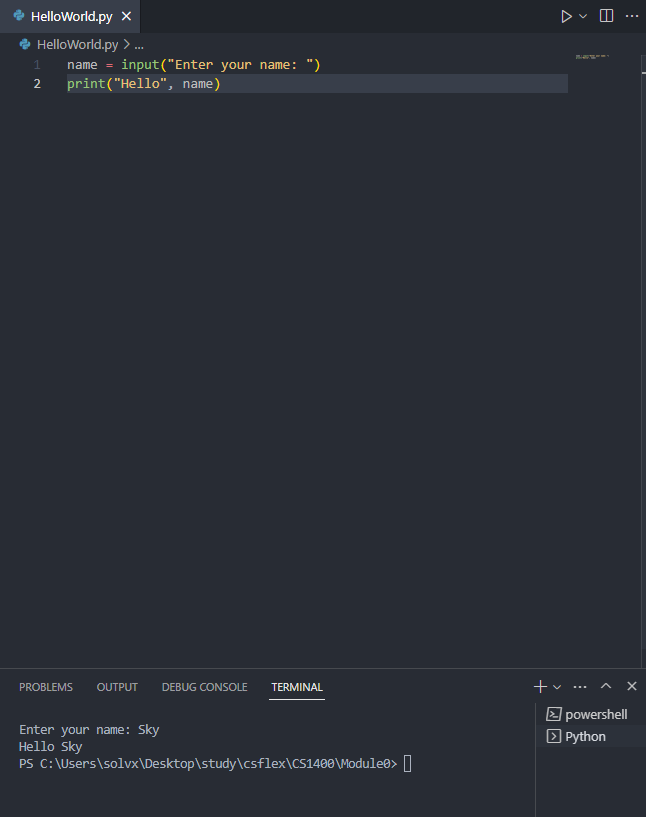 HelloWorld.py
HelloWorld.py > ...
1 name = input("Enter your name: ")
2 print("Hello", name)
PROBLEMS OUTPUT DEBUG CONSOLE TERMINAL
powershell
Python
Enter your name: Sky
Hello Sky
PS C:\Users\solvx\Desktop\study\csflex\CS1400\Module0>